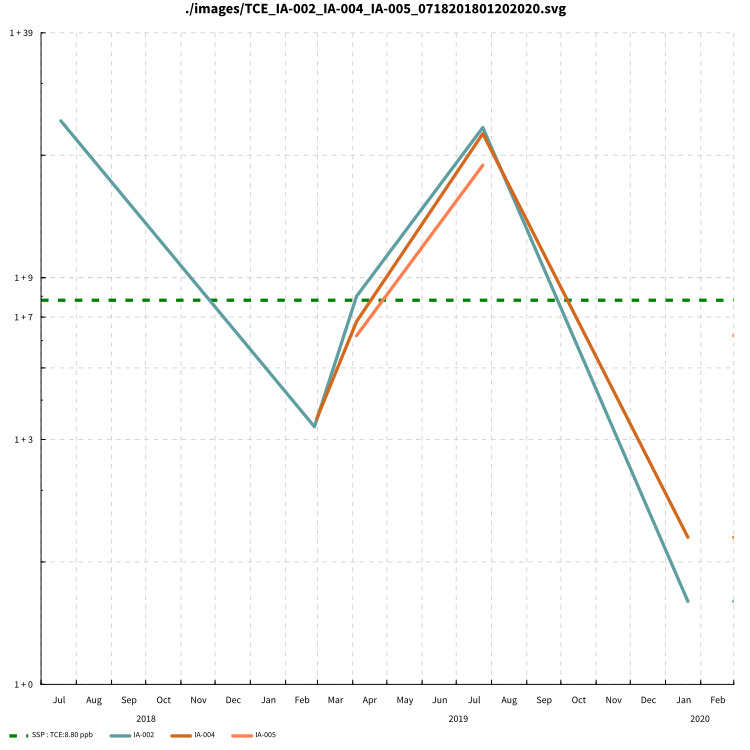 ./images/TCE_IA-002_IA-004_IA-005_0718201801202020.svg
1 + 39
1 + 9
1 + 7
1 + 3
1 + 0
Jul Aug Sep Oct Nov Dec Jan Feb Mar Apr May Jun Jul Aug Sep Oct Nov Dec Jan Feb
2018 2019 2020
SSP : TCE:8.80 ppb IA-002 IA-004 IA-005